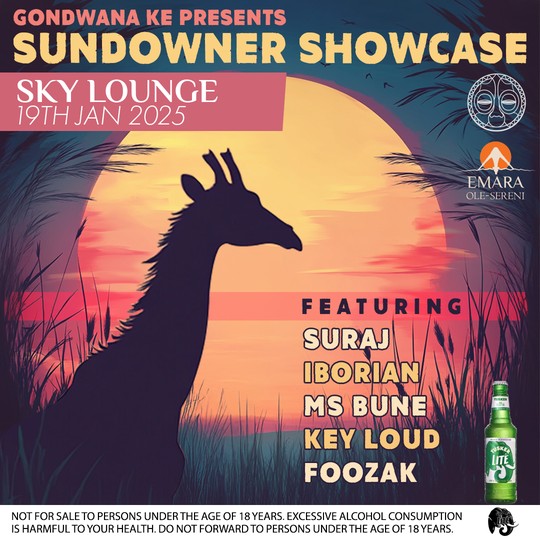 GONDWANA KE PRESENTS
SUNDOWNER SHOWCASE
SKY LOUNGE
19TH JAN 2025
EMARA
OLE-SERENI
FEATURING
SURAJ
IBORIAN
MS BUNE
KEY LOUD
FOOZAK
TUSKER
LITE
NOT FOR SALE TO PERSONS UNDER THE AGE OF 18 YEARS. EXCESSIVE ALCOHOL CONSUMPTION
IS HARMFUL TO YOUR HEALTH. DO NOT FORWARD TO PERSONS UNDER THE AGE OF 18 YEARS.